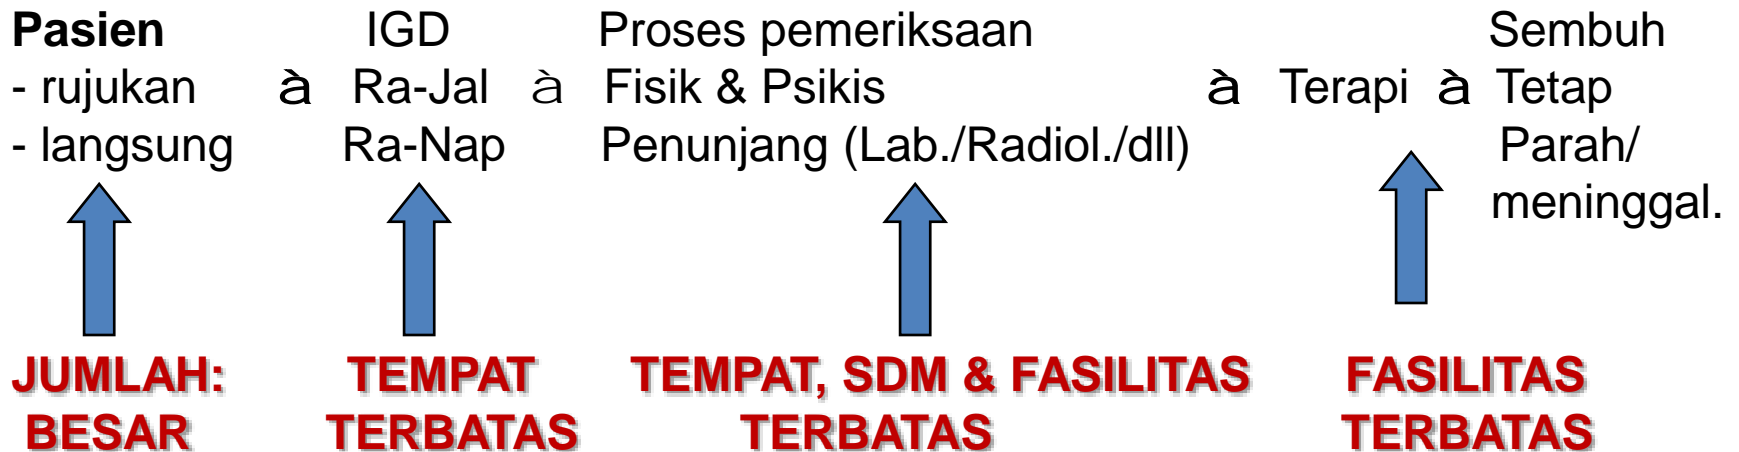 Pasien IGD Proses pemeriksaan Sembuh
- rujukan à Ra-Jal à Fisik & Psikis à Terapi à Tetap
- langsung Ra-Nap Penunjang (Lab./Radiol./dll) Parah/
meninggal.
JUMLAH: TEMPAT TEMPAT, SDM & FASILITAS FASILITAS
BESAR TERBATAS TERBATAS TERBATAS